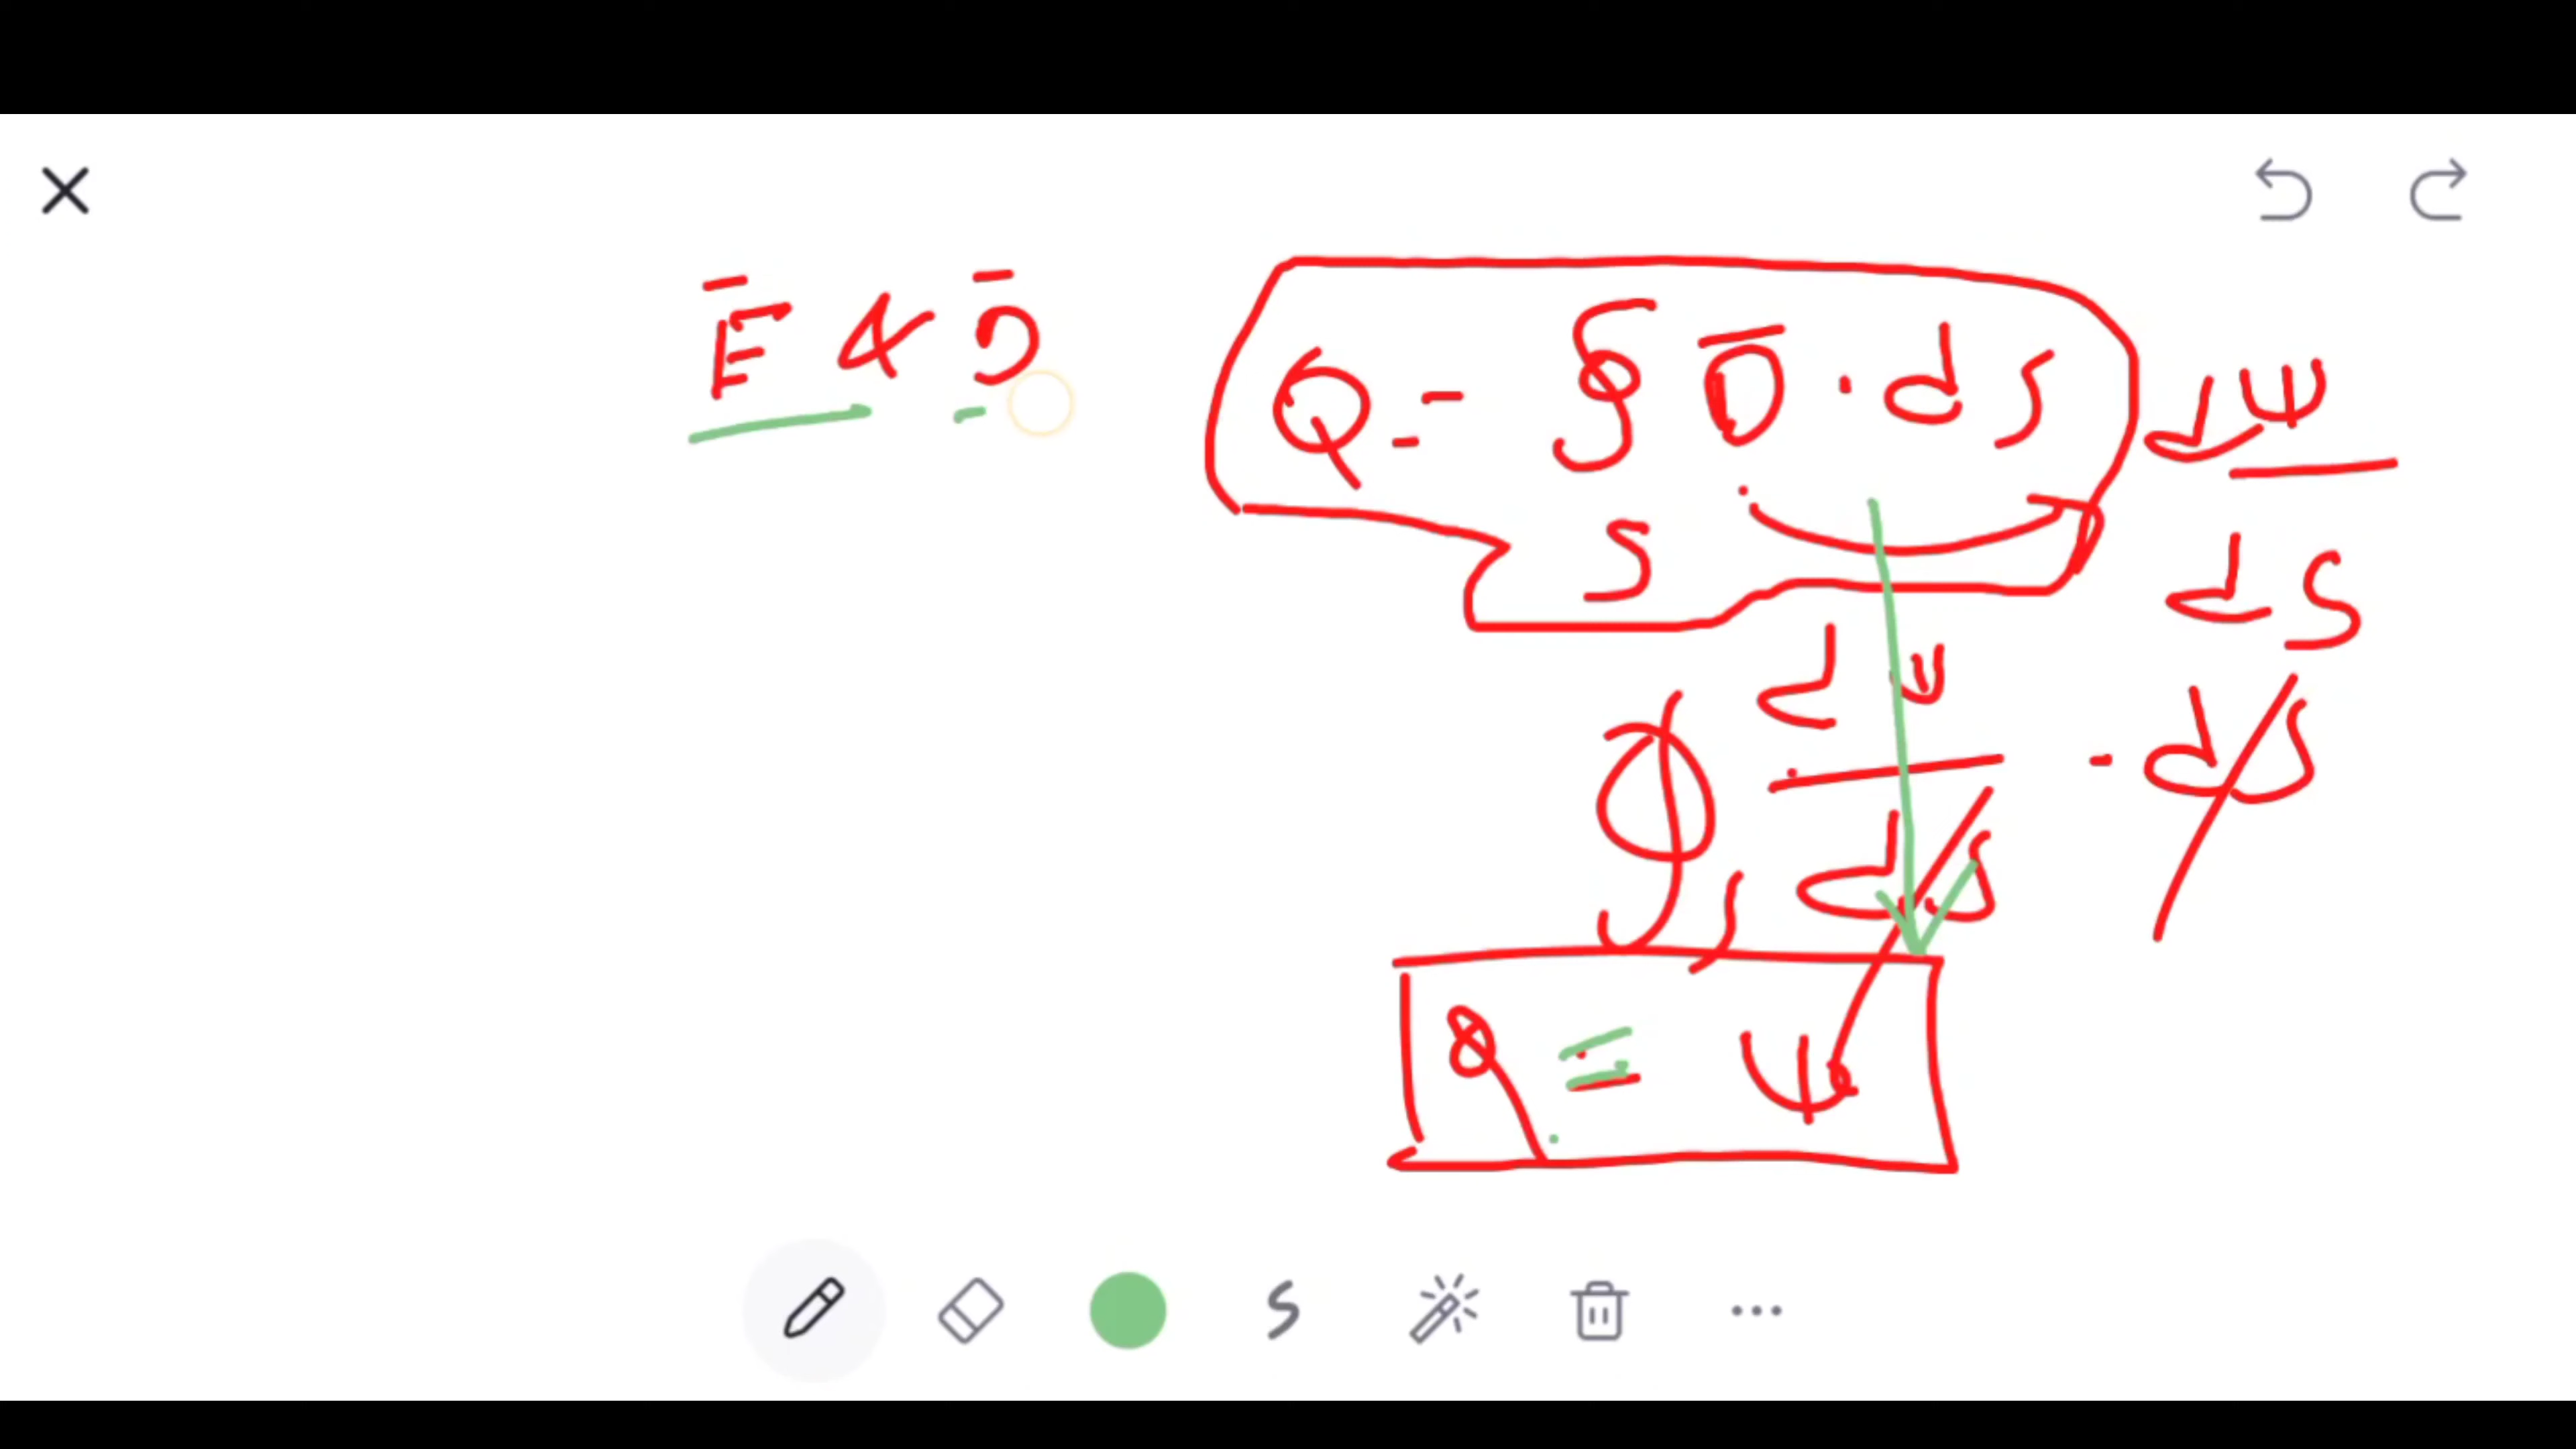 E̅ & D̅
Q = ∮ D̅ · dS
S
dψ
dS
∮ dψ / dS · dS
S
Q = ψ